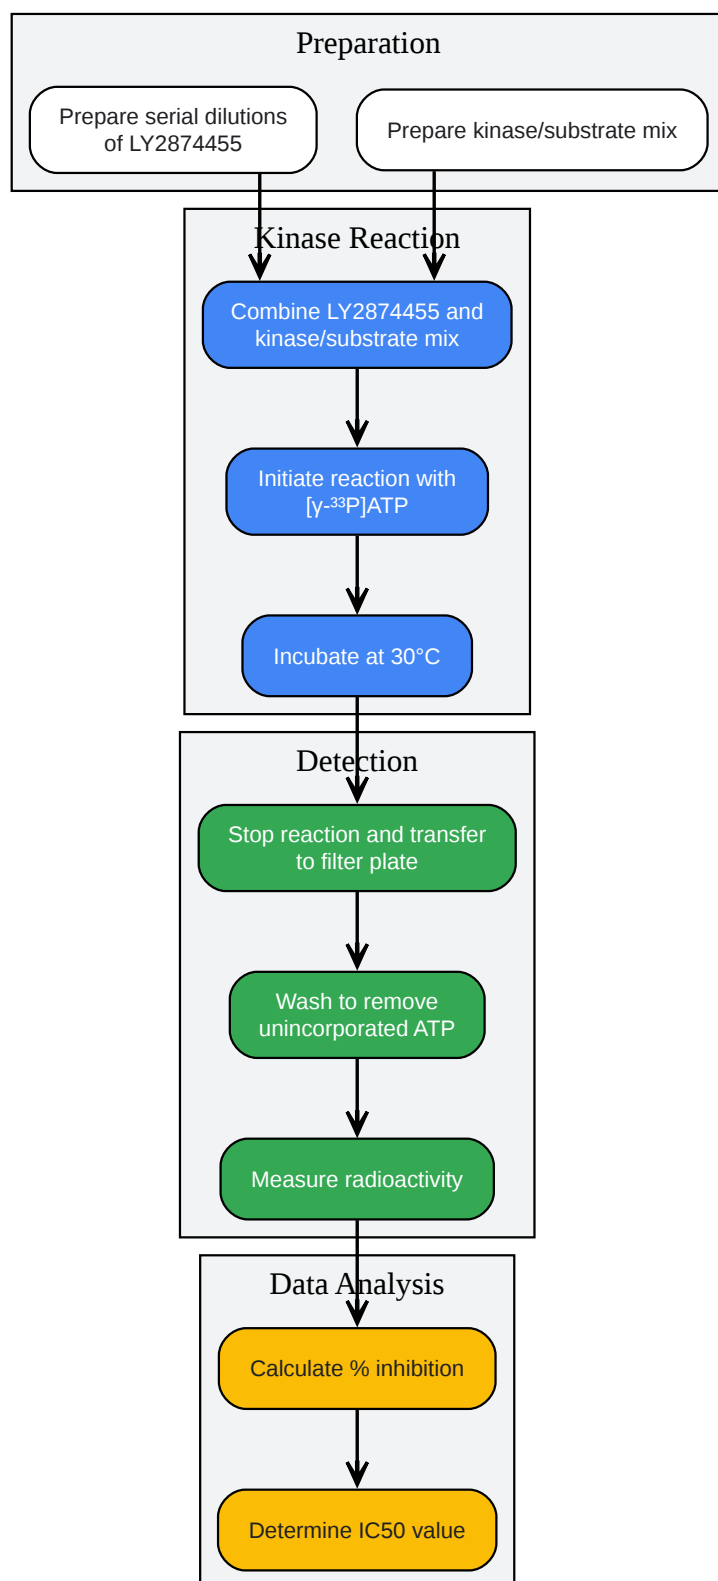 Preparation
Prepare serial dilutions
of LY2874455
Prepare kinase/substrate mix
Kinase Reaction
Combine LY2874455 and
kinase/substrate mix
Initiate reaction with
[γ-³³P]ATP
Incubate at 30°C
Detection
Stop reaction and transfer
to filter plate
Wash to remove
unincorporated ATP
Measure radioactivity
Data Analysis
Calculate % inhibition
Determine IC50 value